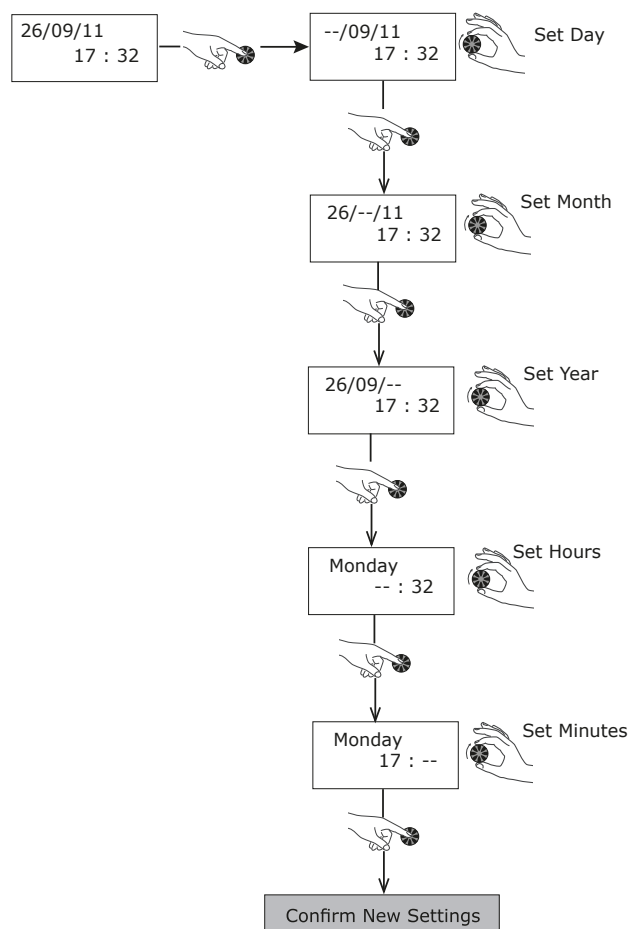 26/09/11
17 : 32
--/09/11
17 : 32
Set Day
26/--/11
17 : 32
Set Month
26/09/--
17 : 32
Set Year
Monday
-- : 32
Set Hours
Monday
17 : --
Set Minutes
Confirm New Settings